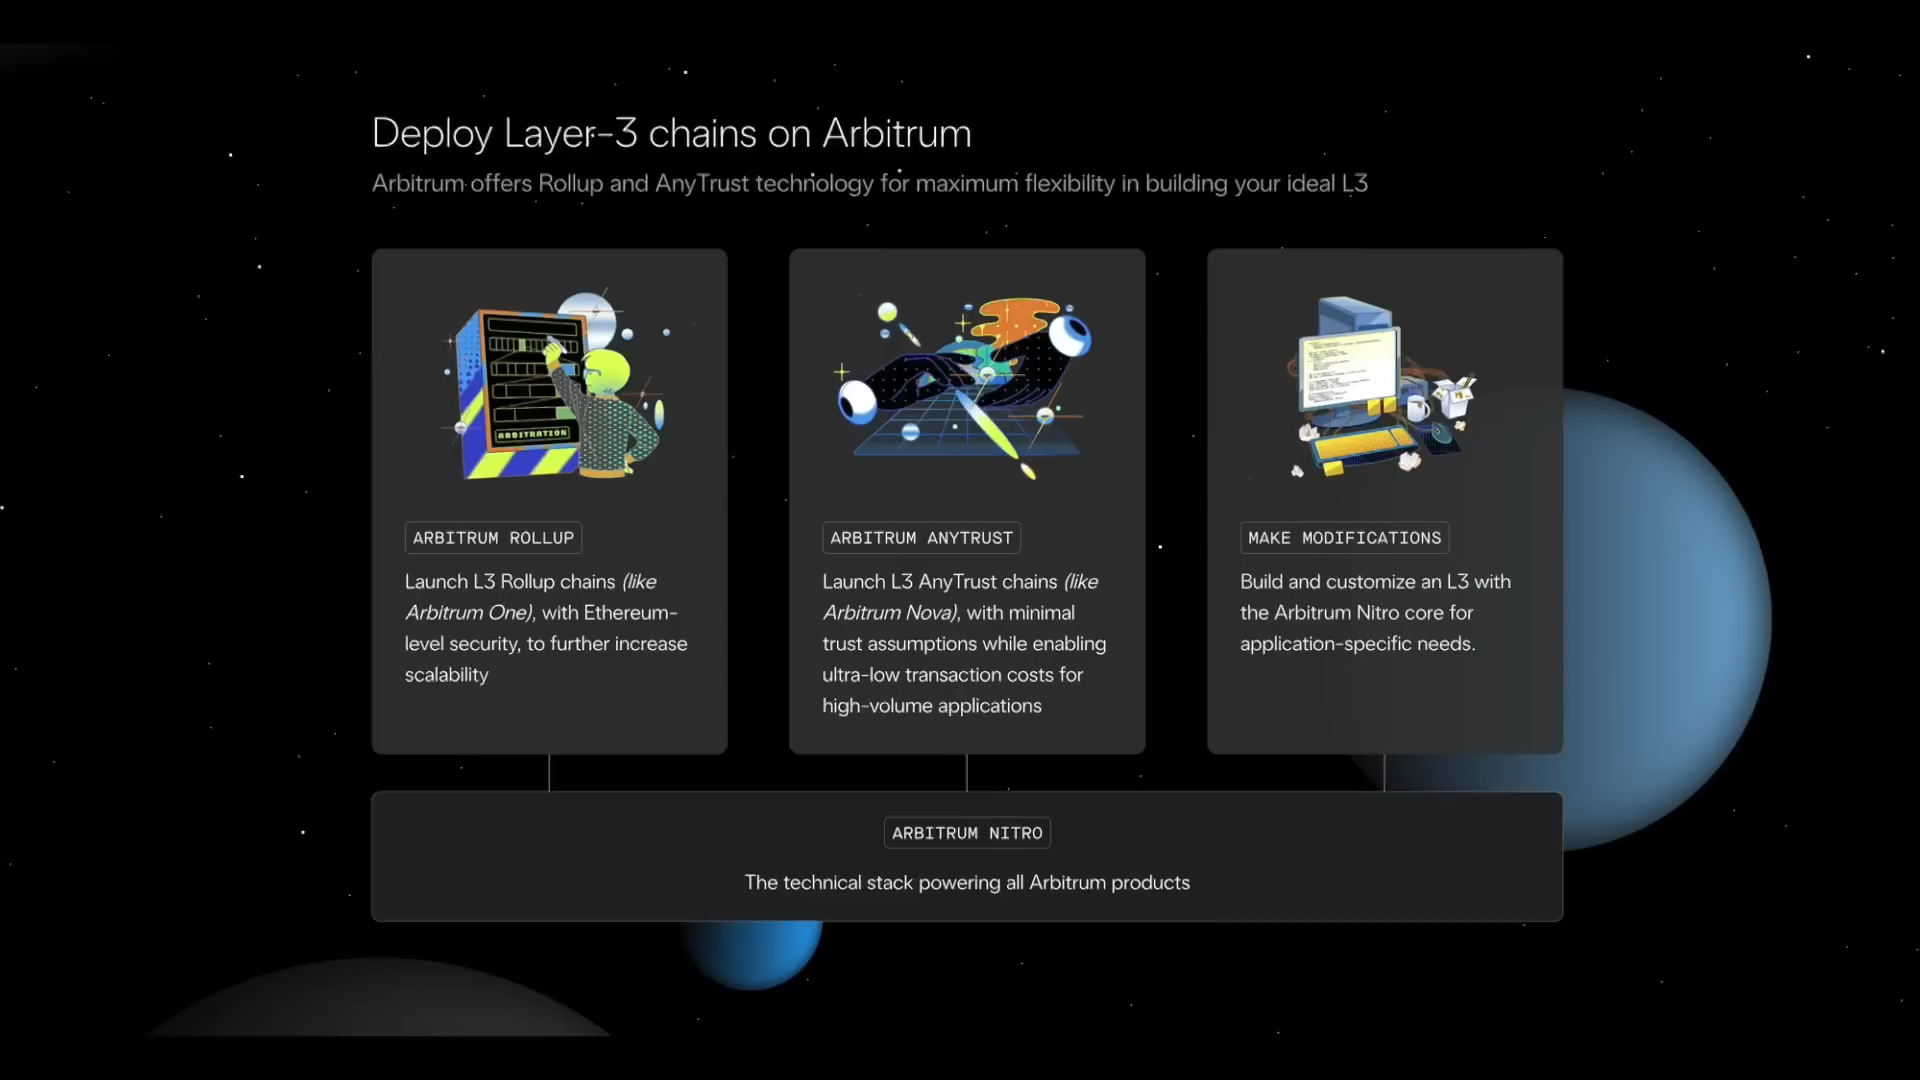 Deploy Layer-3 chains on Arbitrum
Arbitrum offers Rollup and AnyTrust technology for maximum flexibility in building your ideal L3
ARBITRATION
ARBITRUM ROLLUP
Launch L3 Rollup chains (like
Arbitrum One), with Ethereum-
level security, to further increase
scalability
ARBITRUM ANYTRUST
Launch L3 AnyTrust chains (like
Arbitrum Nova), with minimal
trust assumptions while enabling
ultra-low transaction costs for
high-volume applications
MAKE MODIFICATIONS
Build and customize an L3 with
the Arbitrum Nitro core for
application-specific needs.
ARBITRUM NITRO
The technical stack powering all Arbitrum products